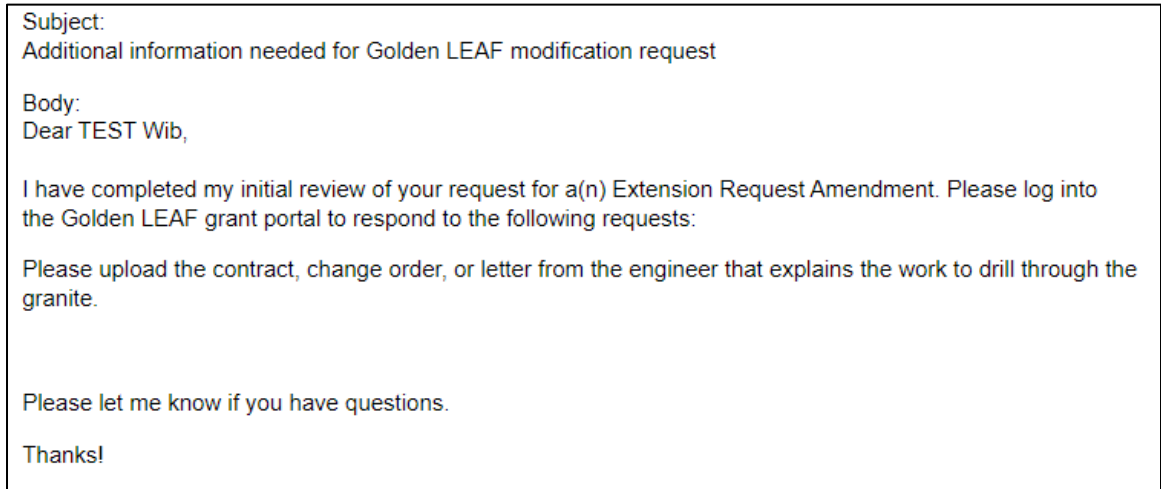 Subject:
Additional information needed for Golden LEAF modification request
Body:
Dear TEST Wib,
I have completed my initial review of your request for a(n) Extension Request Amendment. Please log into
the Golden LEAF grant portal to respond to the following requests:
Please upload the contract, change order, or letter from the engineer that explains the work to drill through the
granite.
Please let me know if you have questions.
Thanks!